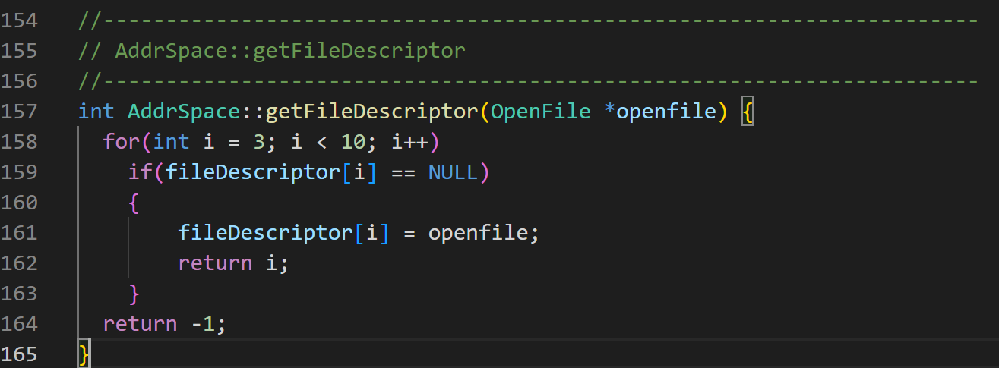 154 //-----------------------------------------------------------------------
155 // AddrSpace::getFileDescriptor
156 //-----------------------------------------------------------------------
157 int AddrSpace::getFileDescriptor(OpenFile *openfile) {
158   for(int i = 3; i < 10; i++)
159     if(fileDescriptor[i] == NULL)
160     {
161         fileDescriptor[i] = openfile;
162         return i;
163     }
164   return -1;
165 }